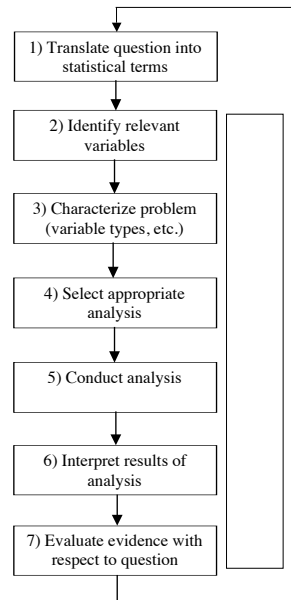 1) Translate question into
statistical terms
2) Identify relevant
variables
3) Characterize problem
(variable types, etc.)
4) Select appropriate
analysis
5) Conduct analysis
6) Interpret results of
analysis
7) Evaluate evidence with
respect to question